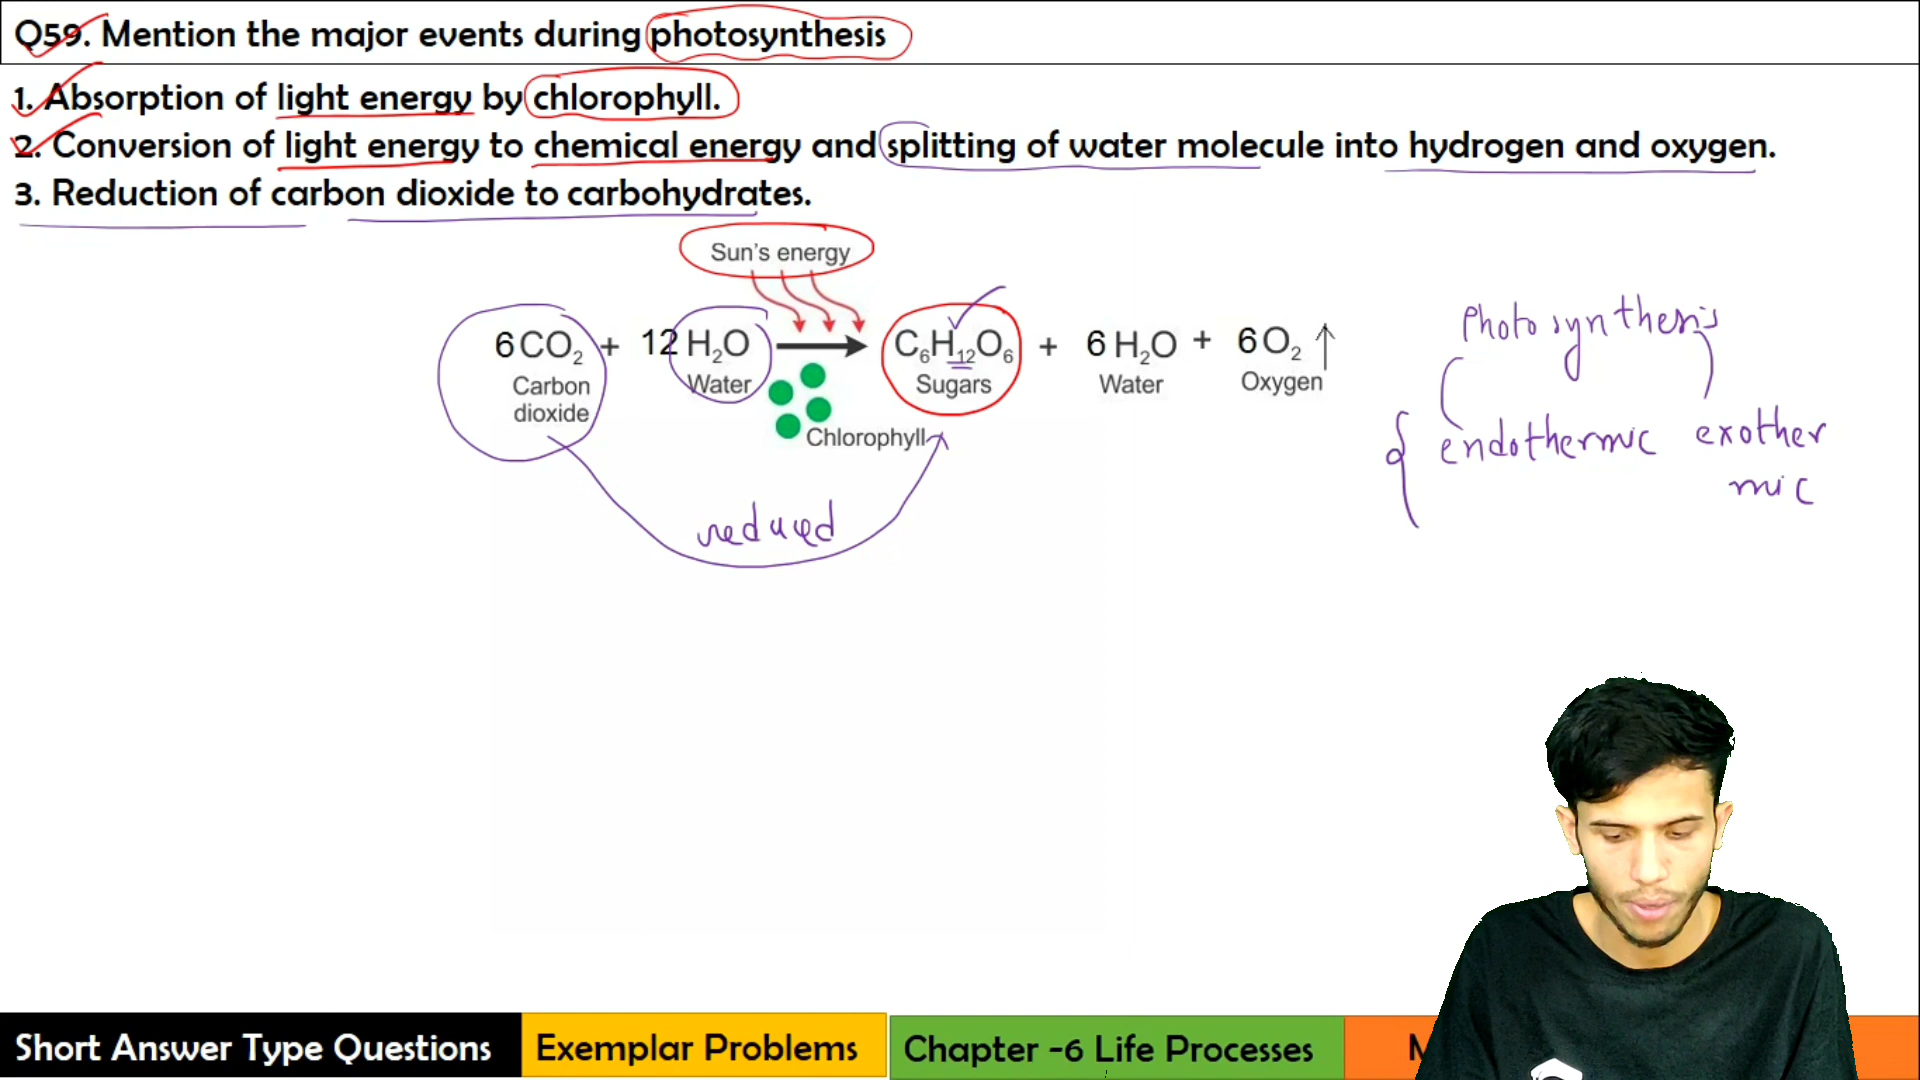 Q59. Mention the major events during photosynthesis
1. Absorption of light energy by chlorophyll.
2. Conversion of light energy to chemical energy and splitting of water molecule into hydrogen and oxygen.
3. Reduction of carbon dioxide to carbohydrates.
Sun's energy
6CO₂ + 12H₂O C₆H₁₂O₆ + 6H₂O + 6O₂ ↑
Carbon dioxide Water Sugars Water Oxygen
Chlorophyll
reduced
Photosynthesis
endothermic exother
mic
Short Answer Type Questions Exemplar Problems Chapter -6 Life Processes